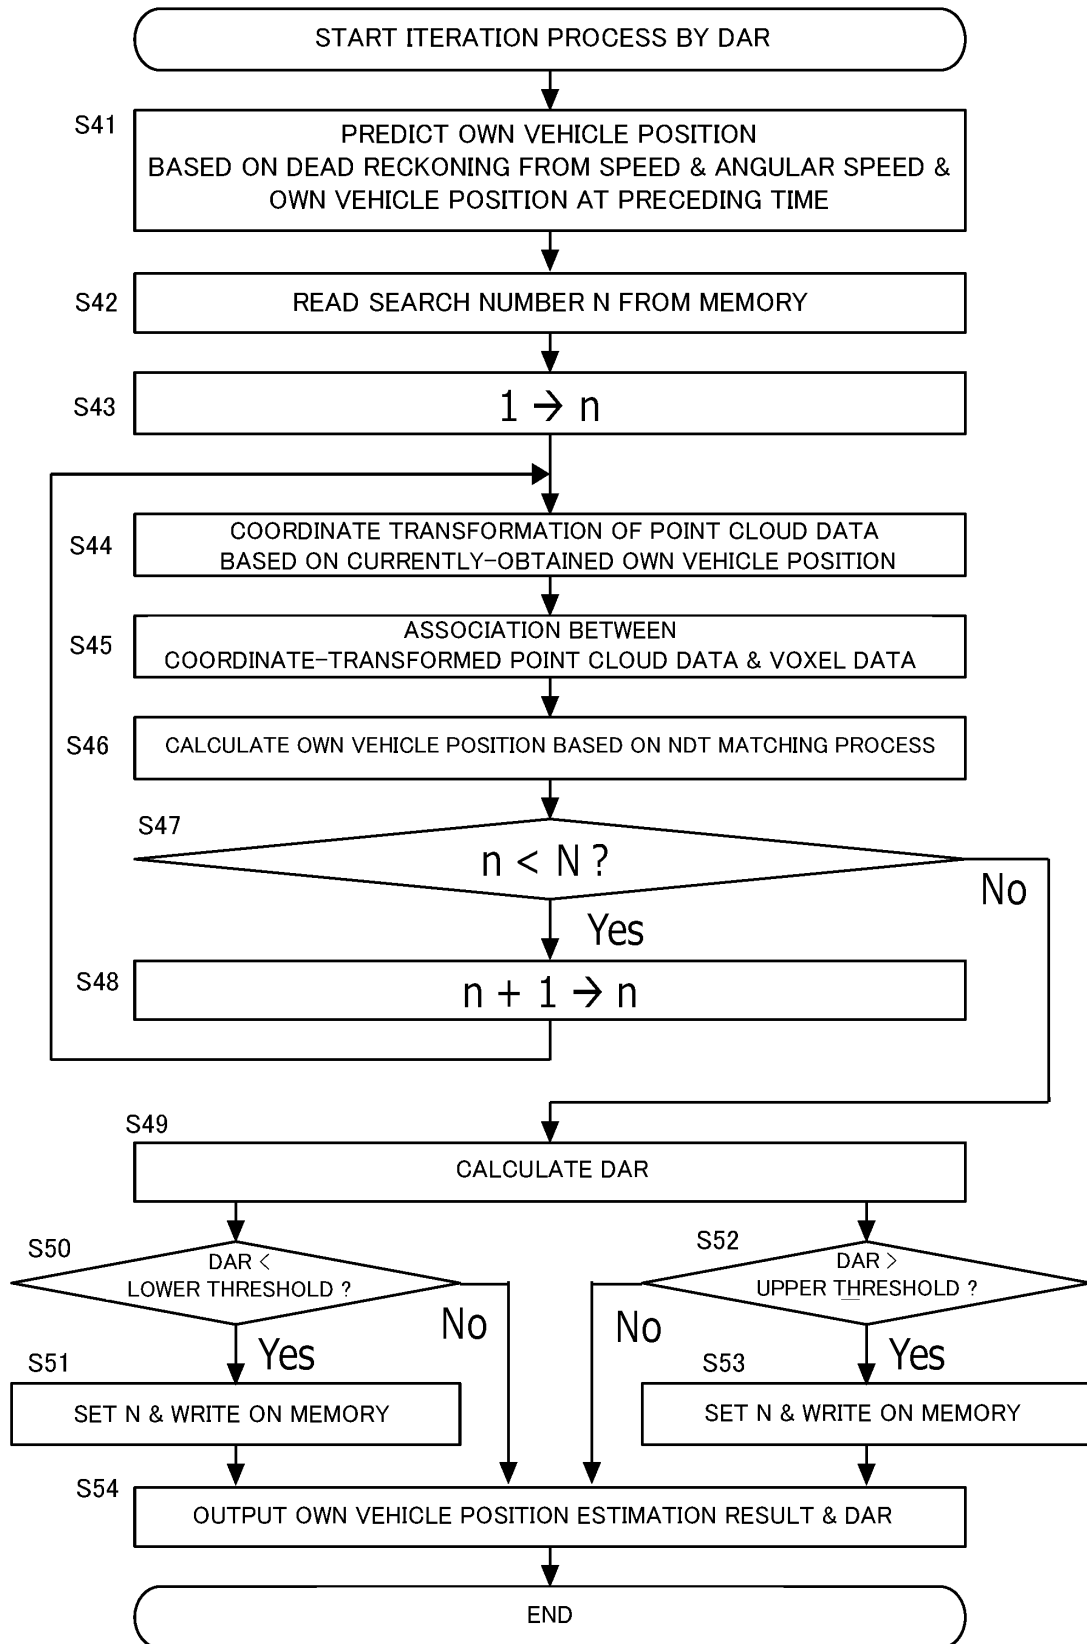 START ITERATION PROCESS BY DAR
S41
PREDICT OWN VEHICLE POSITION
BASED ON DEAD RECKONING FROM SPEED & ANGULAR SPEED &
OWN VEHICLE POSITION AT PRECEDING TIME
S42
READ SEARCH NUMBER N FROM MEMORY
S43
1 → n
S44
COORDINATE TRANSFORMATION OF POINT CLOUD DATA
BASED ON CURRENTLY-OBTAINED OWN VEHICLE POSITION
S45
ASSOCIATION BETWEEN
COORDINATE-TRANSFORMED POINT CLOUD DATA & VOXEL DATA
S46
CALCULATE OWN VEHICLE POSITION BASED ON NDT MATCHING PROCESS
S47
n < N ?
No
Yes
S48
n + 1 → n
S49
CALCULATE DAR
S50
DAR <
LOWER THRESHOLD ?
No
Yes
S51
SET N & WRITE ON MEMORY
S52
DAR >
UPPER THRESHOLD ?
No
Yes
S53
SET N & WRITE ON MEMORY
S54
OUTPUT OWN VEHICLE POSITION ESTIMATION RESULT & DAR
END